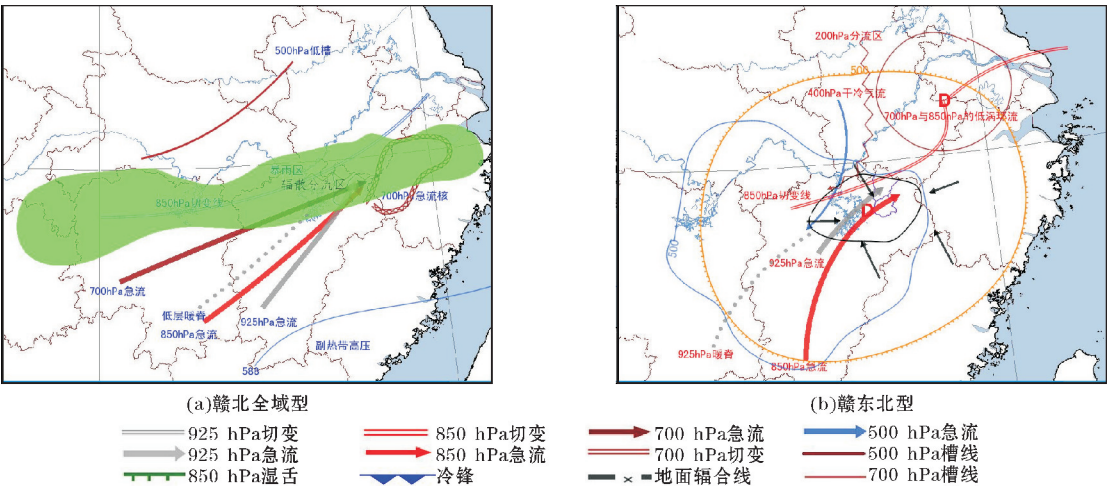 500hPa低槽
暴雨区
辐散分流区
850hPa切变线
700hPa急流核
700hPa急流
低层暖脊
850hPa急流
925hPa急流
副热带高压
588
200hPa分流区
500
400hPa干冷气流
D
700hPa与850hPa的低涡环流
850hPa切变线
D
500
925hPa急流
925hPa暖脊
850hPa急流
(a)赣北全域型
(b)赣东北型
925 hPa切变
850 hPa切变
700 hPa急流
500 hPa急流
925 hPa急流
850 hPa急流
700 hPa切变
500 hPa槽线
850 hPa湿舌
冷锋
地面辐合线
700 hPa槽线